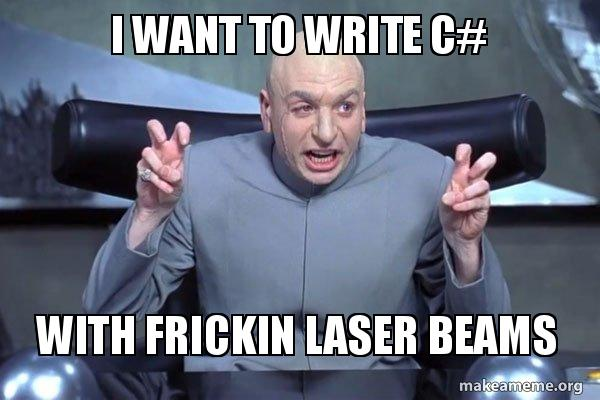 I WANT TO WRITE C#
WITH FRICKIN LASER BEAMS
makeameme.org